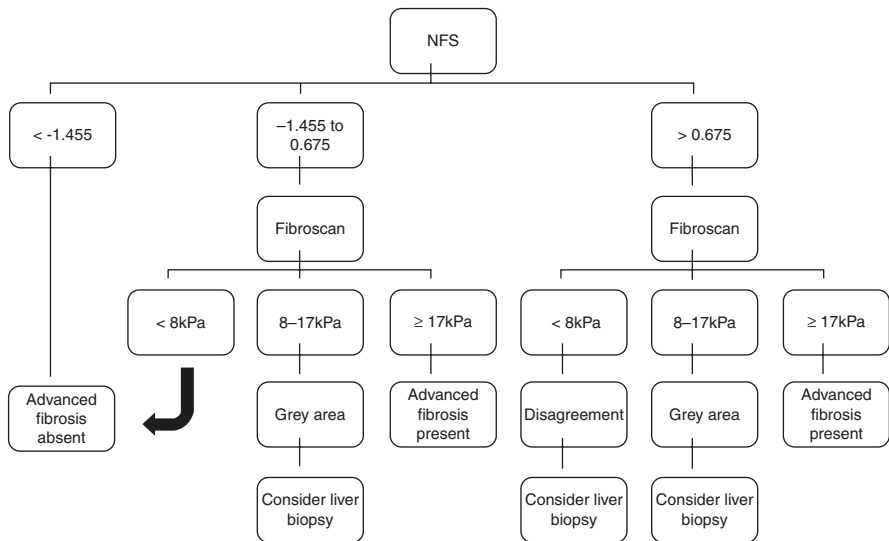 NFS
< -1.455
–1.455 to
0.675
> 0.675
Fibroscan
Fibroscan
< 8kPa
8–17kPa
≥ 17kPa
< 8kPa
8–17kPa
≥ 17kPa
Advanced
fibrosis
absent
Grey area
Advanced
fibrosis
present
Disagreement
Grey area
Advanced
fibrosis
present
Consider liver
biopsy
Consider liver
biopsy
Consider liver
biopsy